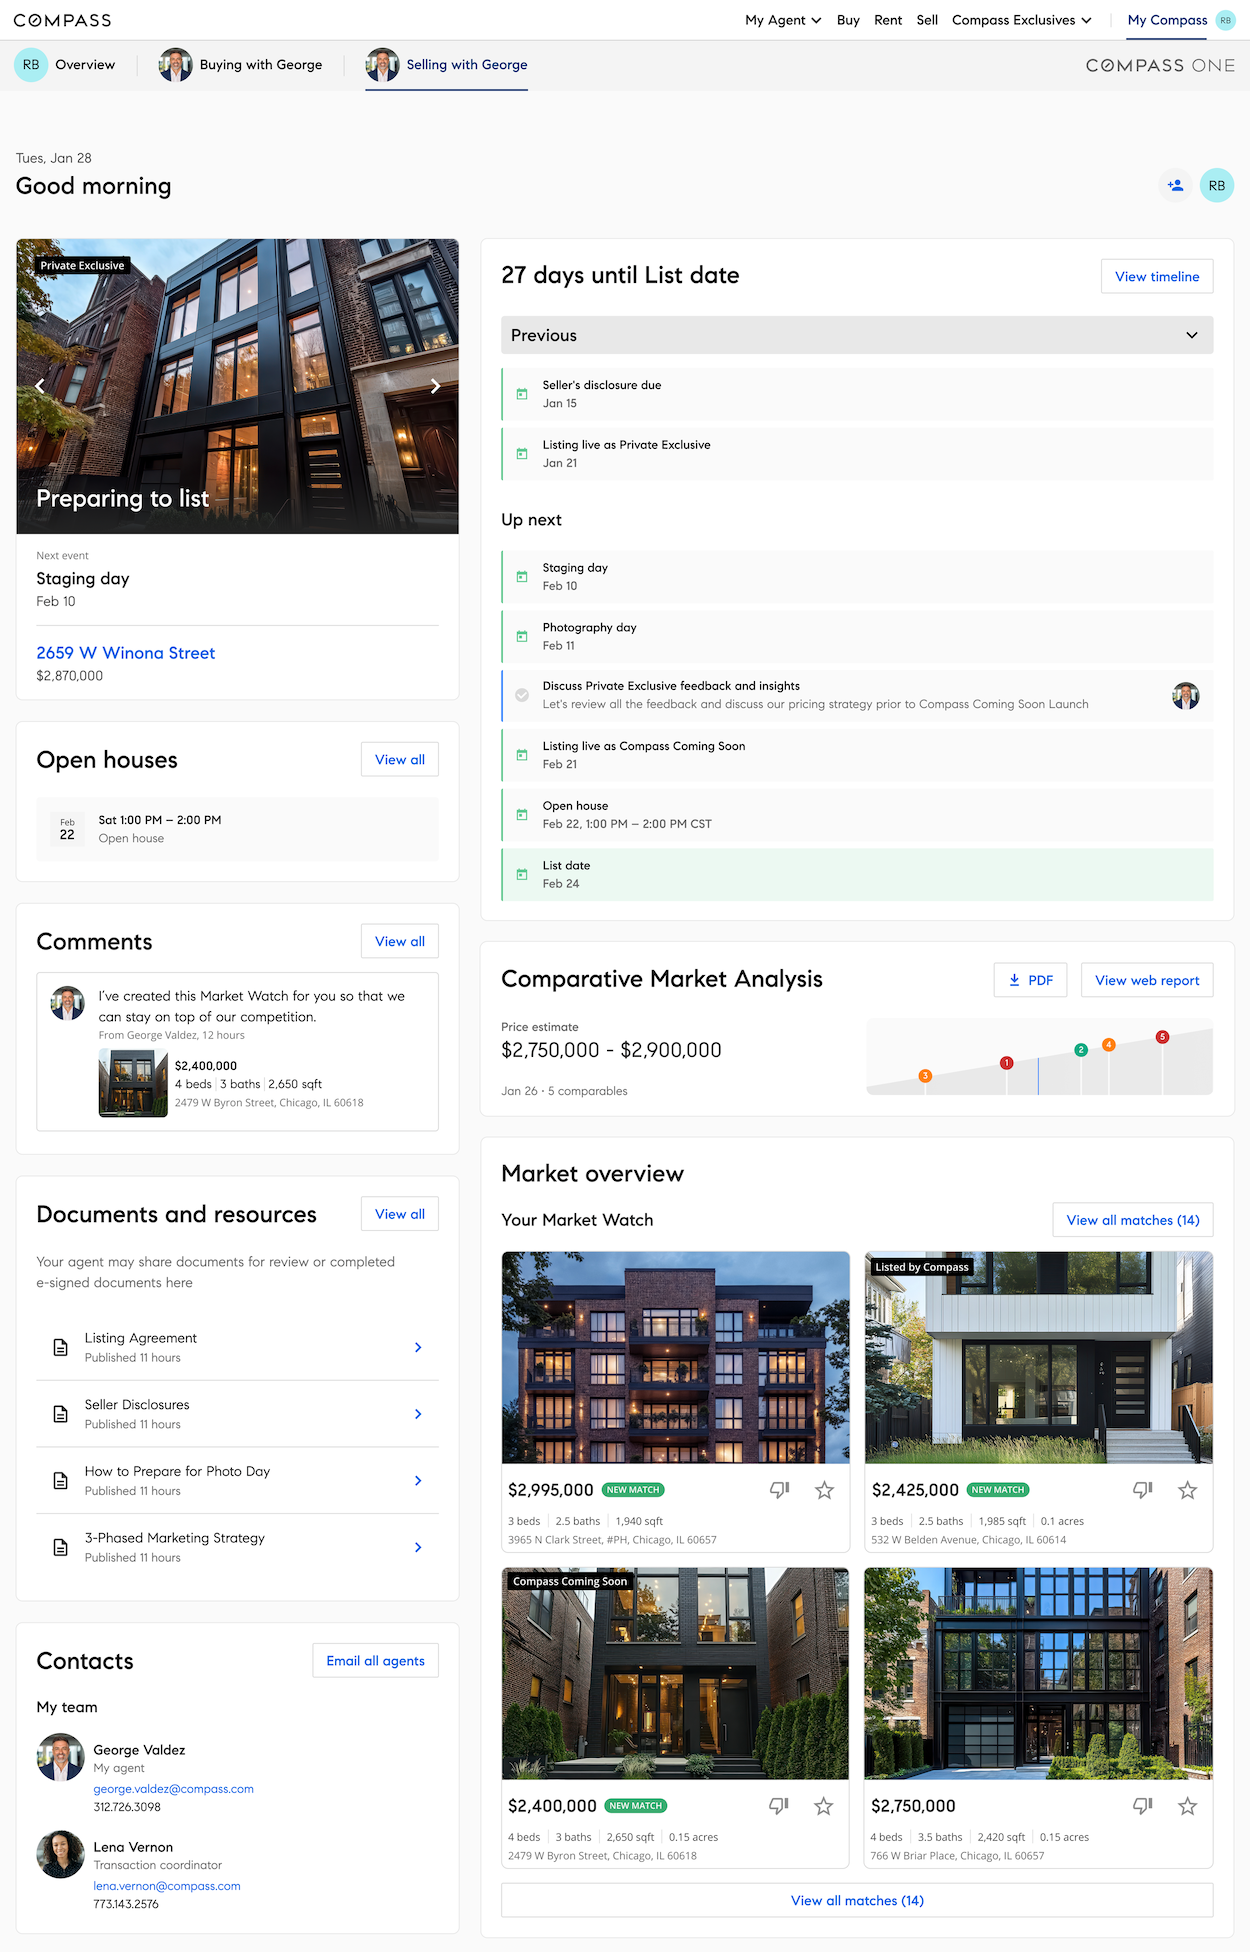 COMPASS
My Agent
Buy
Rent
Sell
Compass Exclusives
My Compass
RB
RB
Overview
Buying with George
Selling with George
COMPASS ONE
Tues, Jan 28
Good morning
RB
Private Exclusive
Preparing to list
Next event
Staging day
Feb 10
2659 W Winona Street
$2,870,000
Open houses
View all
Feb
22
Sat 1:00 PM – 2:00 PM
Open house
Comments
View all
I've created this Market Watch for you so that we
can stay on top of our competition.
From George Valdez, 12 hours
$2,400,000
4 beds | 3 baths | 2,650 sqft
2479 W Byron Street, Chicago, IL 60618
Documents and resources
View all
Your agent may share documents for review or completed
e-signed documents here
Listing Agreement
Published 11 hours
Seller Disclosures
Published 11 hours
How to Prepare for Photo Day
Published 11 hours
3-Phased Marketing Strategy
Published 11 hours
Contacts
Email all agents
My team
George Valdez
My agent
george.valdez@compass.com
312.726.3098
Lena Vernon
Transaction coordinator
lena.vernon@compass.com
773.143.2576
27 days until List date
View timeline
Previous
Seller's disclosure due
Jan 15
Listing live as Private Exclusive
Jan 21
Up next
Staging day
Feb 10
Photography day
Feb 11
Discuss Private Exclusive feedback and insights
Let's review all the feedback and discuss our pricing strategy prior to Compass Coming Soon Launch
Listing live as Compass Coming Soon
Feb 21
Open house
Feb 22, 1:00 PM – 2:00 PM CST
List date
Feb 24
Comparative Market Analysis
PDF
View web report
Price estimate
$2,750,000 - $2,900,000
Jan 26 · 5 comparables
3
1
2
4
5
Market overview
Your Market Watch
View all matches (14)
$2,995,000 NEW MATCH
3 beds | 2.5 baths | 1,940 sqft
3965 N Clark Street, #PH, Chicago, IL 60657
Listed by Compass
$2,425,000 NEW MATCH
3 beds | 2.5 baths | 1,985 sqft | 0.1 acres
532 W Belden Avenue, Chicago, IL 60614
Compass Coming Soon
$2,400,000 NEW MATCH
4 beds | 3 baths | 2,650 sqft | 0.15 acres
2479 W Byron Street, Chicago, IL 60618
$2,750,000
4 beds | 3.5 baths | 2,420 sqft | 0.15 acres
766 W Briar Place, Chicago, IL 60657
View all matches (14)